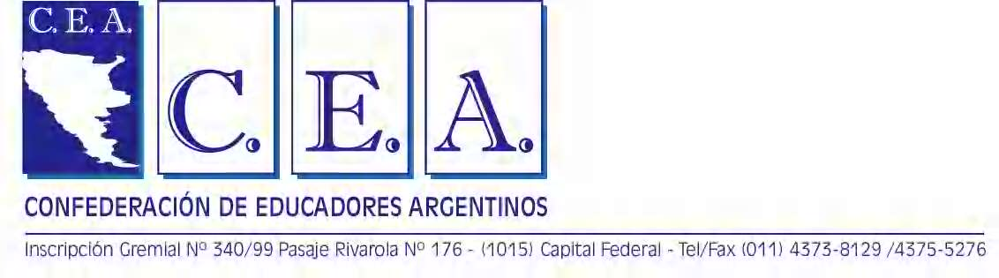 C. E. A.
C. E. A.
CONFEDERACIÓN DE EDUCADORES ARGENTINOS
Inscripción Gremial Nº 340/99 Pasaje Rivarola Nº 176 - (1015) Capital Federal - Tel/Fax (011) 4373-8129 /4375-5276